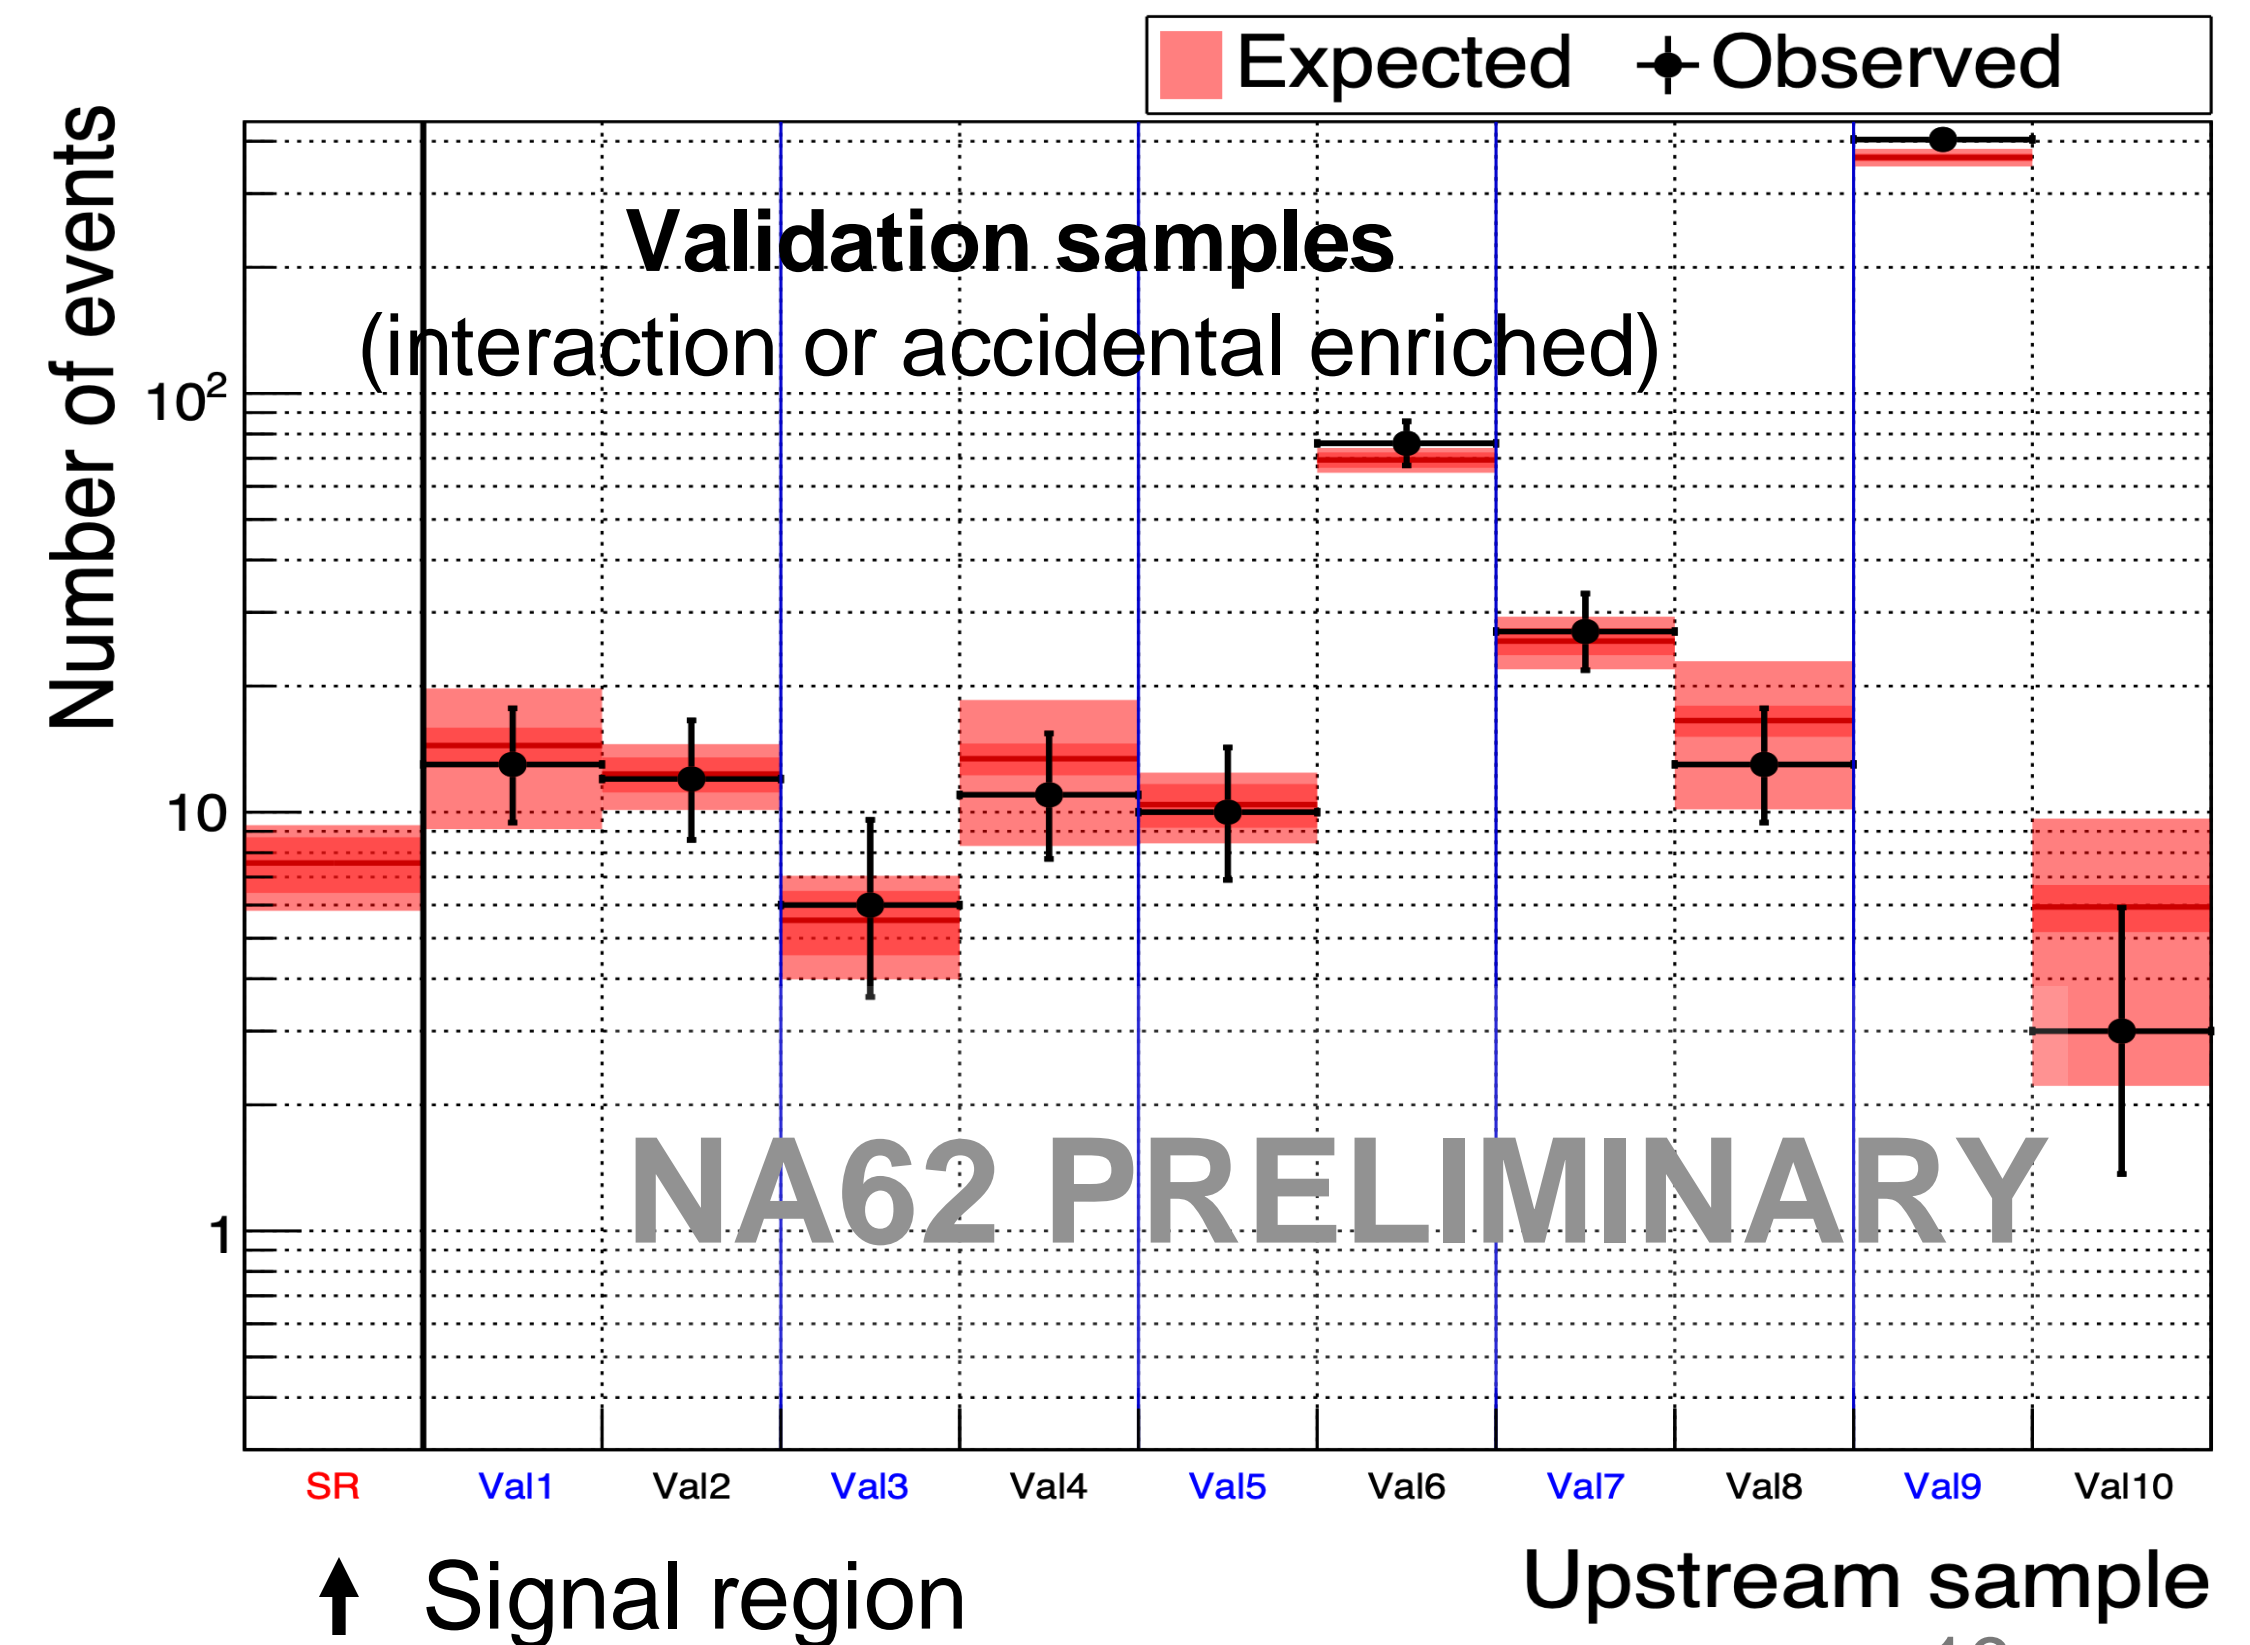 Expected Observed
Number of events
Validation samples
(interaction or accidental enriched)
10²
10
1
NA62 PRELIMINARY
SR Val1 Val2 Val3 Val4 Val5 Val6 Val7 Val8 Val9 Val10
Signal region
Upstream sample